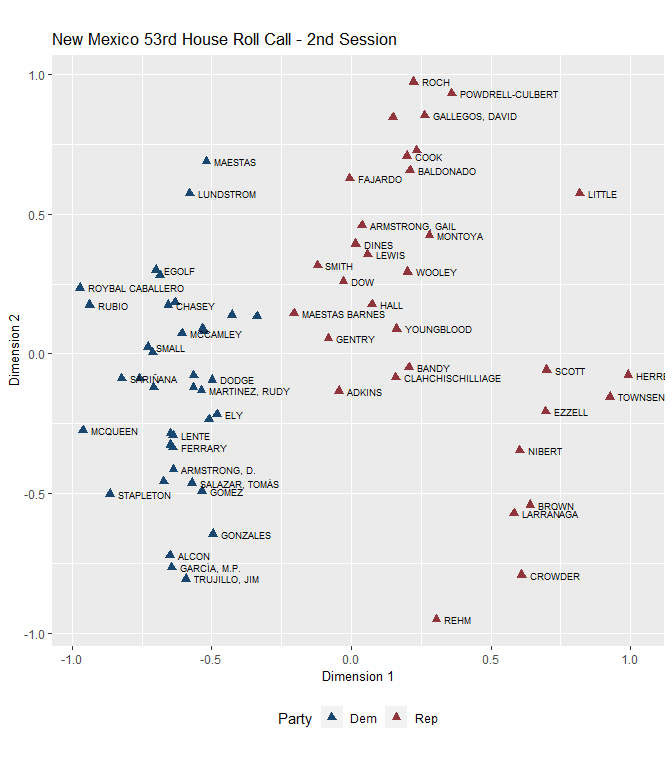 New Mexico 53rd House Roll Call - 2nd Session
1.0
ROCH
POWDRELL-CULBERT
GALLEGOS, DAVID
COOK
MAESTAS
BALDONADO
FAJARDO
LUNDSTROM
LITTLE
0.5
ARMSTRONG, GAIL
MONTOYA
DINES
LEWIS
SMITH
EGOLF
WOOLEY
DOW
ROYBAL CABALLERO
RUBIO
CHASEY
HALL
MAESTAS BARNES
YOUNGBLOOD
MCCAMLEY
GENTRY
SMALL
0.0
BANDY
SCOTT
HERRE
CLAHCHISCHILLIAGE
SARIÑANA
DODGE
MARTINEZ, RUDY
ADKINS
TOWNSEN
ELY
EZZELL
MCQUEEN
LENTE
FERRARY
NIBERT
ARMSTRONG, D.
SALAZAR, TOMÁS
GOMEZ
-0.5
STAPLETON
BROWN
LARRANAGA
GONZALES
ALCON
GARCÍA, M.P.
TRUJILLO, JIM
CROWDER
REHM
-1.0
-1.0
-0.5
0.0
0.5
1.0
Dimension 1
Dimension 2
Party
Dem
Rep